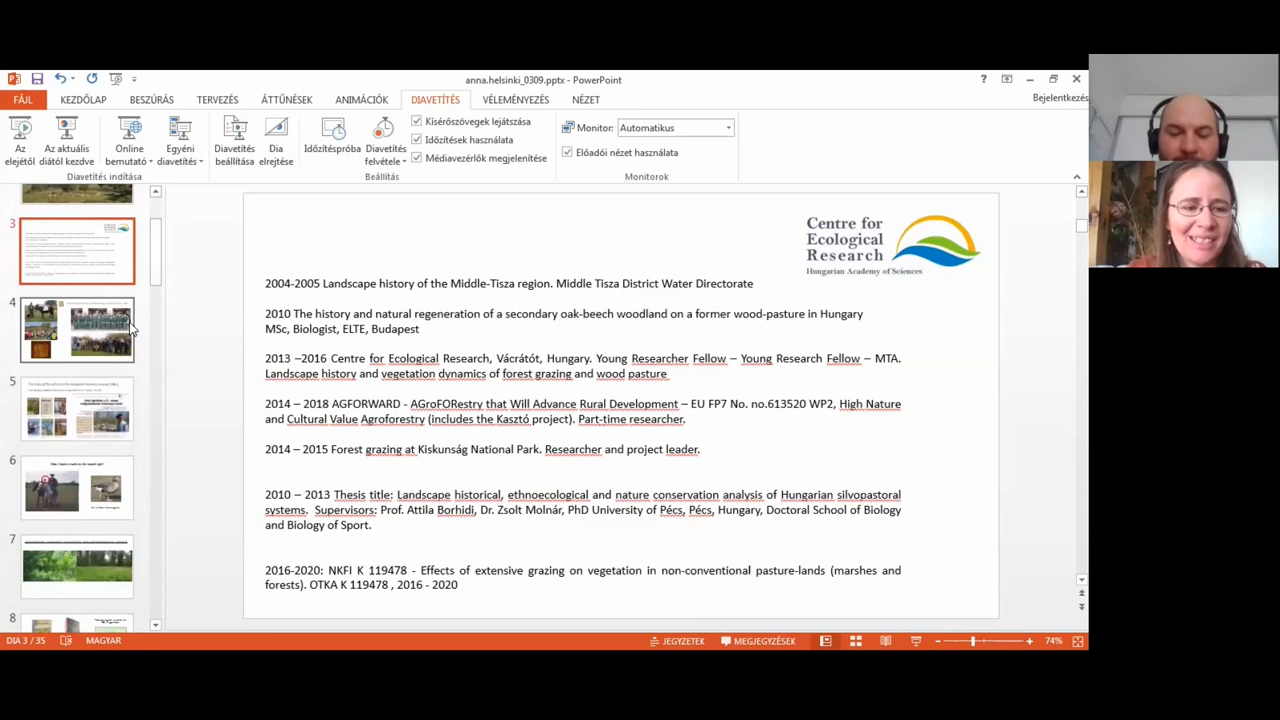 anna.helsinki_0309.pptx - PowerPoint
?
FÁJL KEZDŐLAP BESZÚRÁS TERVEZÉS ÁTTŰNÉSEK ANIMÁCIÓK DIAVETÍTÉS VÉLEMÉNYEZÉS NÉZET
Bejelentkezés
Az elejétől
Az aktuális diától kezdve
Online bemutató
Egyéni diavetítés
Diavetítés indítása
Diavetítés beállítása
Dia elrejtése
Időzítéspróba
Diavetítés felvétele
Kísérőszövegek lejátszása
Időzítések használata
Médiavezérlők megjelenítése
Beállítás
Monitor: Automatikus
Előadói nézet használata
Monitorok
3
4
5
6
7
8
Centre for
Ecological
Research
Hungarian Academy of Sciences
2004-2005 Landscape history of the Middle-Tisza region. Middle Tisza District Water Directorate
2010 The history and natural regeneration of a secondary oak-beech woodland on a former wood-pasture in Hungary
MSc, Biologist, ELTE, Budapest
2013 –2016 Centre for Ecological Research, Vácrátót, Hungary. Young Researcher Fellow – Young Research Fellow – MTA.
Landscape history and vegetation dynamics of forest grazing and wood pasture
2014 – 2018 AGFORWARD - AGroFORestry that Will Advance Rural Development – EU FP7 No. no.613520 WP2, High Nature
and Cultural Value Agroforestry (includes the Kasztó project). Part-time researcher.
2014 – 2015 Forest grazing at Kiskunság National Park. Researcher and project leader.
2010 – 2013 Thesis title: Landscape historical, ethnoecological and nature conservation analysis of Hungarian silvopastoral
systems. Supervisors: Prof. Attila Borhidi, Dr. Zsolt Molnár, PhD University of Pécs, Pécs, Hungary, Doctoral School of Biology
and Biology of Sport.
2016-2020: NKFI K 119478 - Effects of extensive grazing on vegetation in non-conventional pasture-lands (marshes and
forests). OTKA K 119478 , 2016 - 2020
DIA 3 / 35 MAGYAR JEGYZETEK MEGJEGYZÉSEK 74%